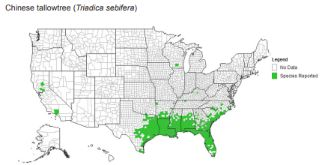 Chinese tallowtree (Triadica sebifera)
Legend
No Data
Species Reported